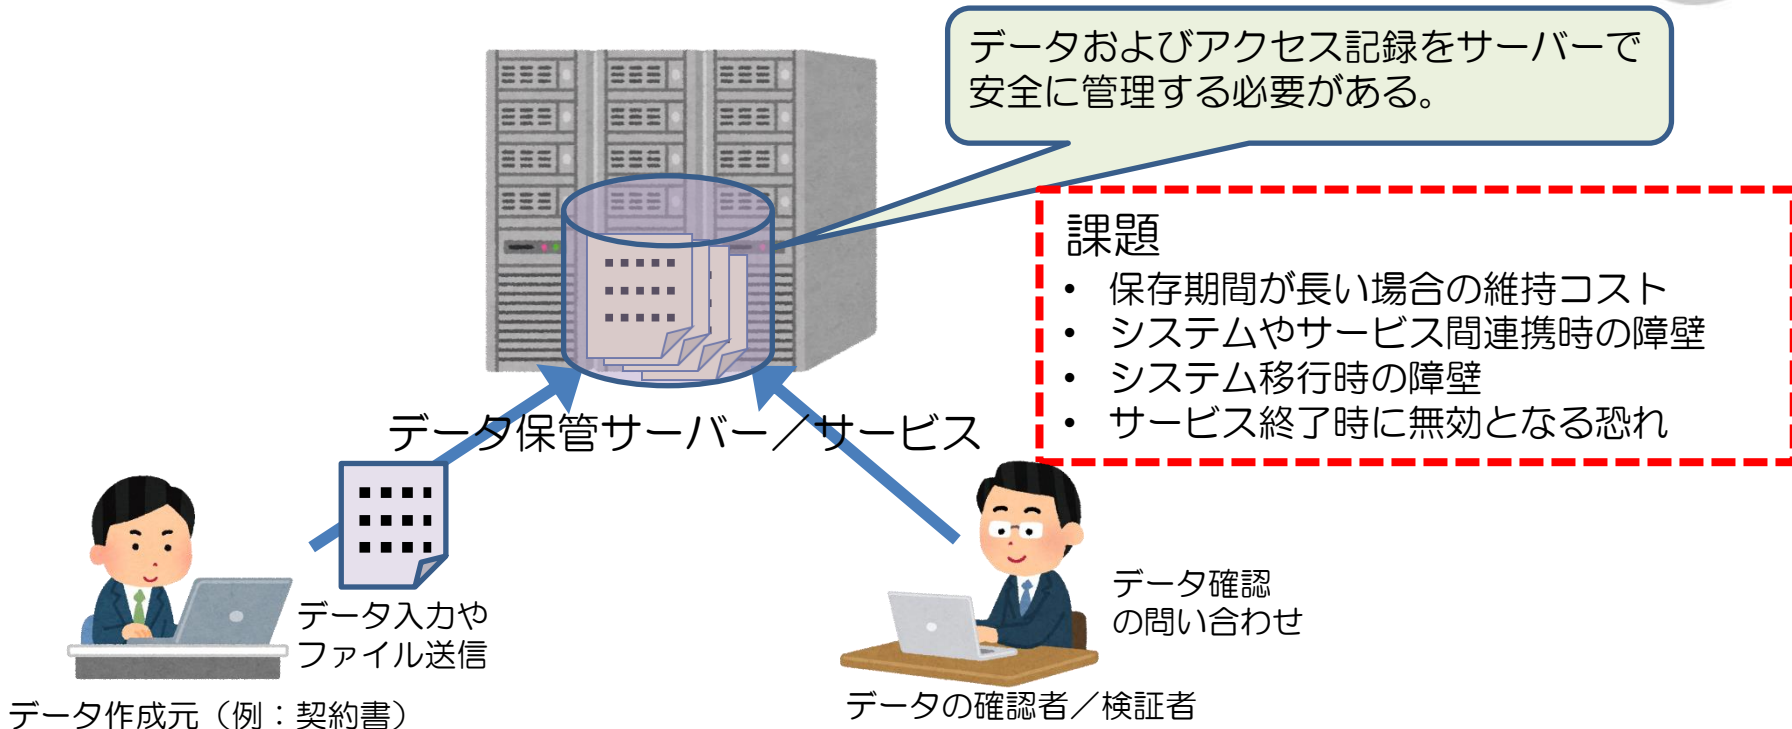 データおよびアクセス記録をサーバーで
安全に管理する必要がある。
課題
• 保存期間が長い場合の維持コスト
• システムやサービス間連携時の障壁
• システム移行時の障壁
• サービス終了時に無効となる恐れ
データ保管サーバー／サービス
データ入力や
ファイル送信
データ作成元（例：契約書）
データ確認
の問い合わせ
データの確認者／検証者